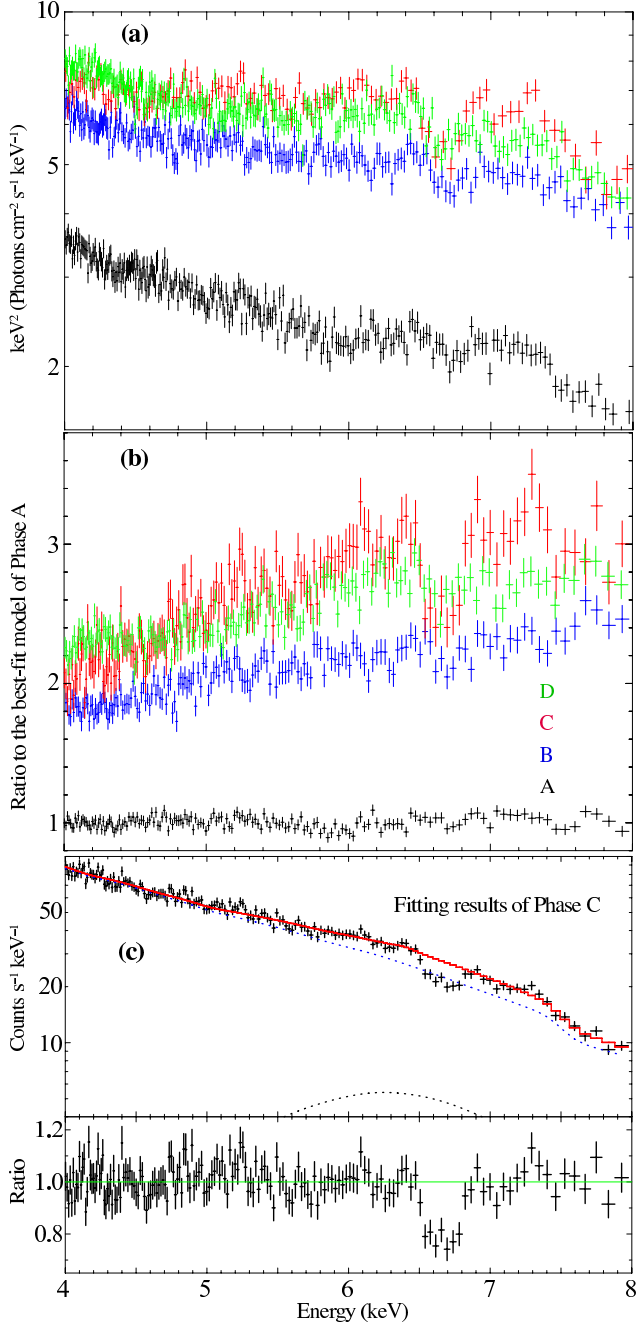 10
(a)
5
2
keV² (Photons cm⁻² s⁻¹ keV⁻¹)
(b)
3
2
1
Ratio to the best−fit model of Phase A
D
C
B
A
Fitting results of Phase C
(c)
50
20
10
Counts s⁻¹ keV⁻¹
1.2
1.0
0.8
Ratio
4 5 6 7 8
Energy (keV)